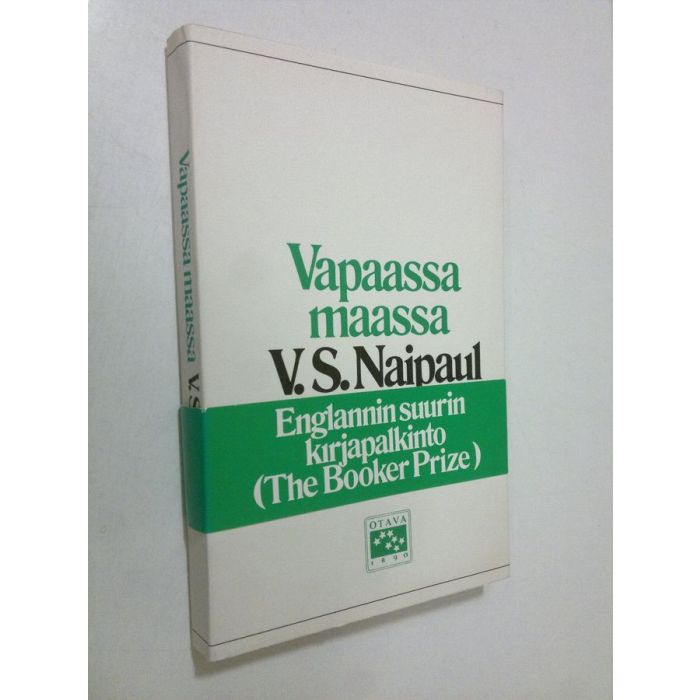 Vapaassa
maassa
V. S. Naipaul
Englannin suurin
kirjapalkinto
(The Booker Prize)
OTAVA
1890
Vapaassa maassa V.S